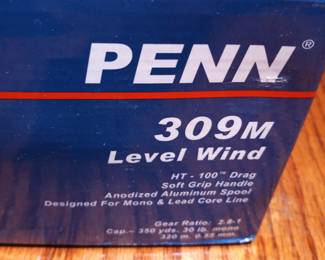 PENN®
309M
Level Wind
HT - 100™ Drag
Soft Grip Handle
Anodized Aluminum Spool
Designed For Mono & Lead Core Line
Gear Ratio: 2.8-1
Cap.- 350 yds. 30 lb. mono
320 m. 0.55 mm.